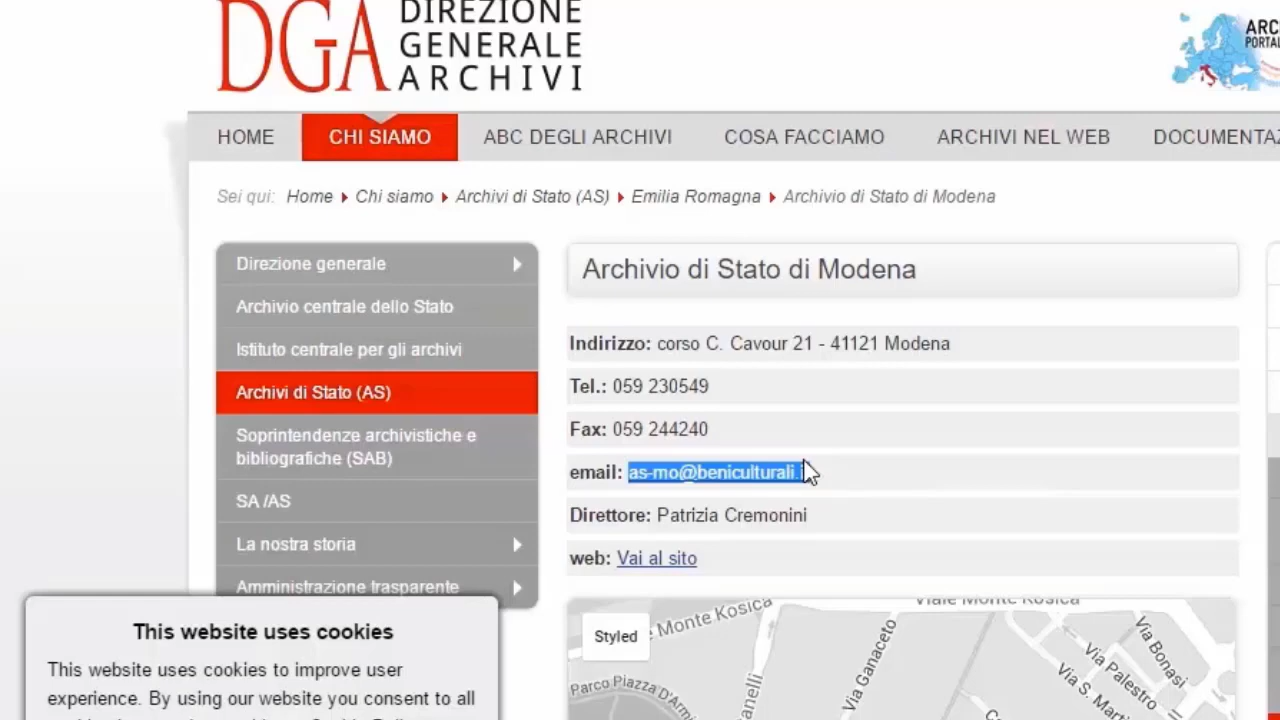 DGA
DIREZIONE
GENERALE
ARCHIVI
HOME
CHI SIAMO
ABC DEGLI ARCHIVI
COSA FACCIAMO
ARCHIVI NEL WEB
Sei qui: Home Chi siamo Archivi di Stato (AS) Emilia Romagna Archivio di Stato di Modena
Direzione generale
Archivio centrale dello Stato
Istituto centrale per gli archivi
Archivi di Stato (AS)
Soprintendenze archivistiche e
bibliografiche (SAB)
SA /AS
La nostra storia
Amministrazione trasparente
Archivio di Stato di Modena
Indirizzo: corso C. Cavour 21 - 41121 Modena
Tel.: 059 230549
Fax: 059 244240
email: as-mo@beniculturali.i
Direttore: Patrizia Cremonini
web: Vai al sito
Styled
e Monte Kosica
Viale Monte Kosica
Parco Piazza D'Armi
Via Ganaceto
Via Bonasi
Via Palestro
Via S. Mart
This website uses cookies
This website uses cookies to improve user
experience. By using our website you consent to all